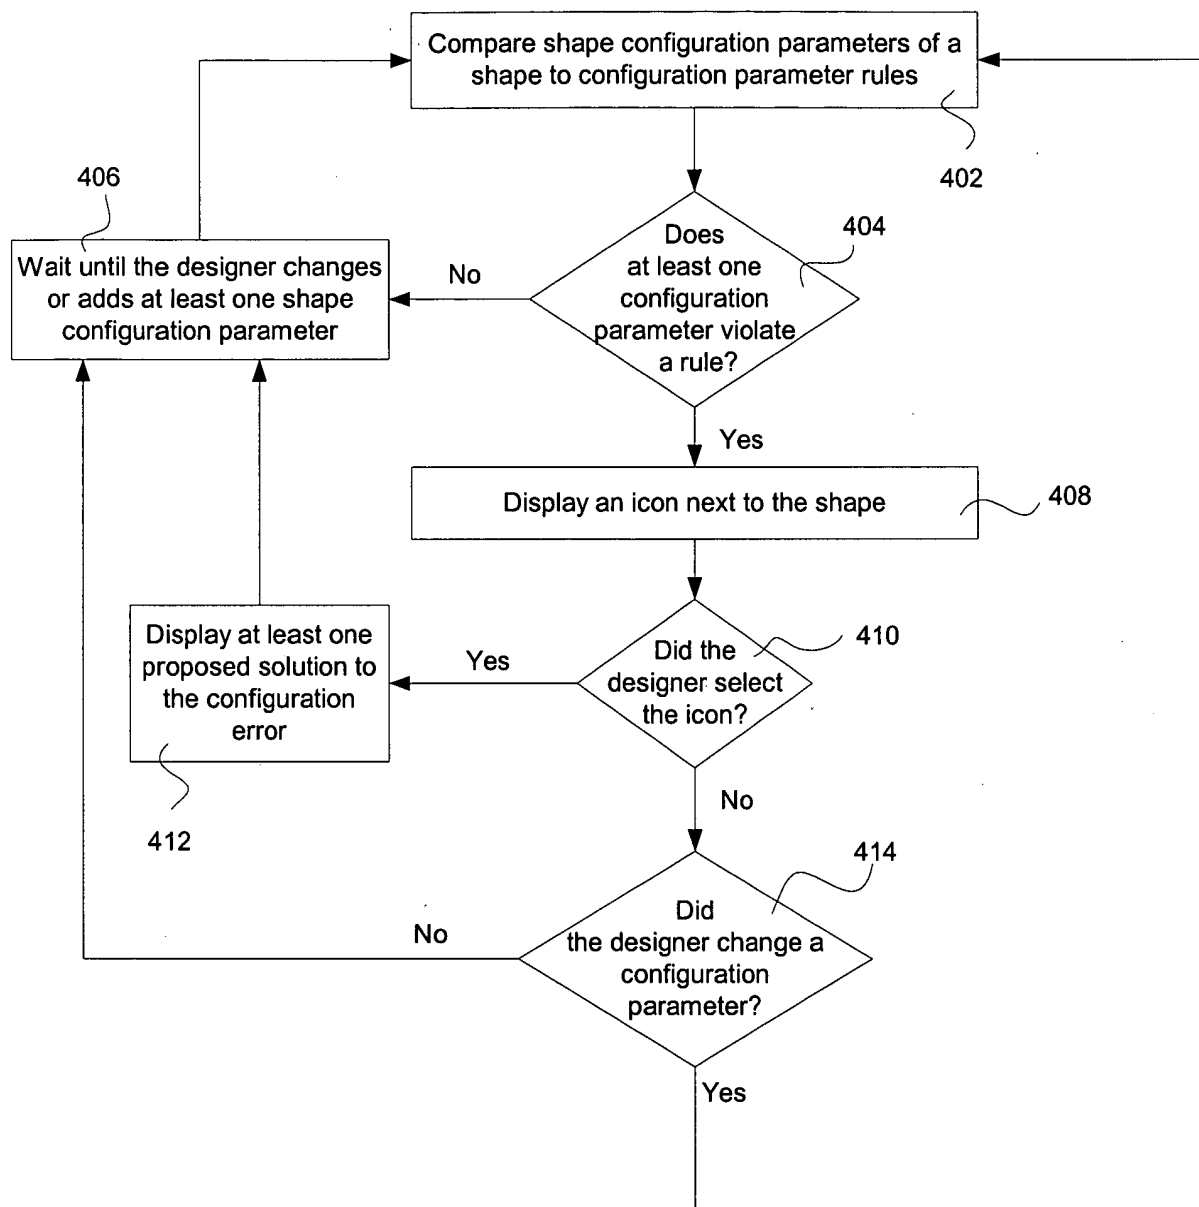 Compare shape configuration parameters of a
shape to configuration parameter rules
402
406
Wait until the designer changes
or adds at least one shape
configuration parameter
No
Does
at least one
configuration
parameter violate
a rule?
404
Yes
Display an icon next to the shape
408
Display at least one
proposed solution to
the configuration
error
412
Yes
Did the
designer select
the icon?
410
No
414
No
Did
the designer change a
configuration
parameter?
Yes